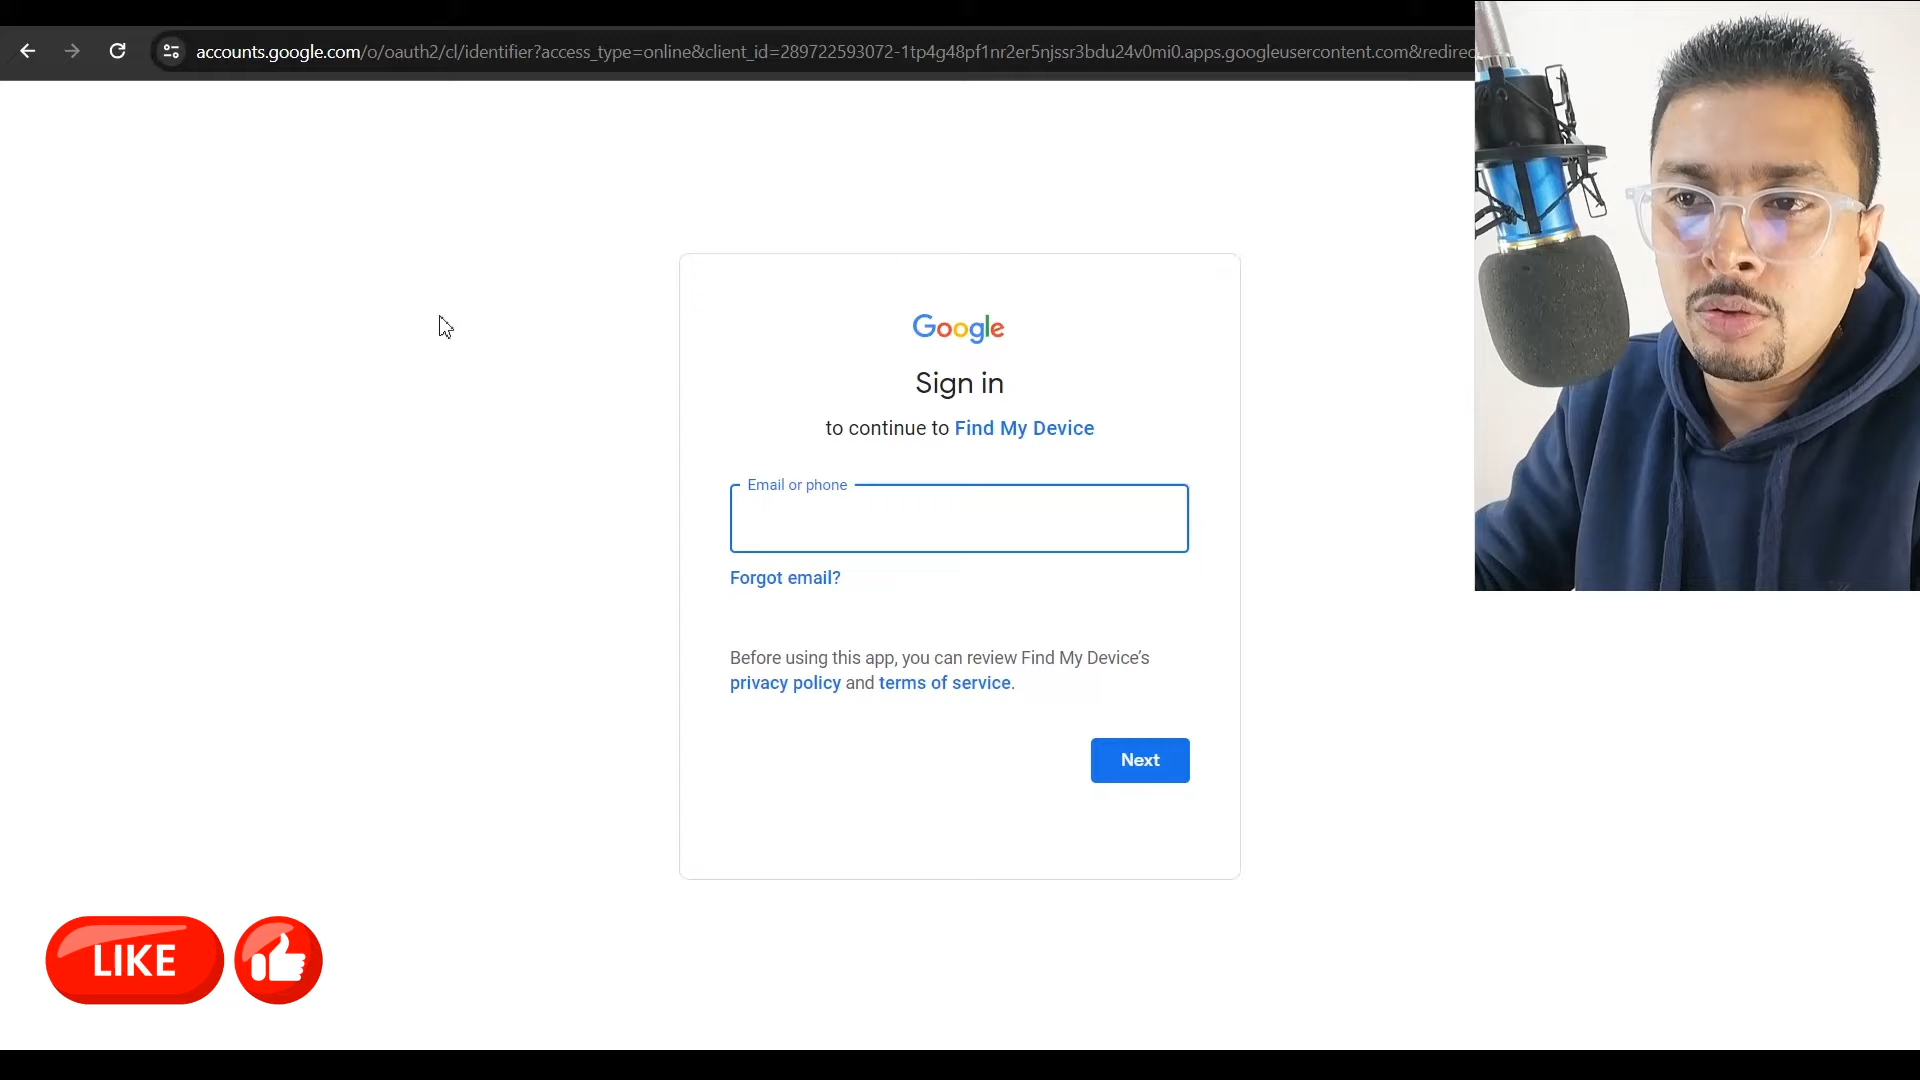 accounts.google.com/o/oauth2/cl/identifier?access_type=online&client_id=289722593072-1tp4g48pf1nr2er5njssr3bdu24v0mi0.apps.googleusercontent.com&redirec
Google
Sign in
to continue to Find My Device
Email or phone
Forgot email?
Before using this app, you can review Find My Device's
privacy policy and terms of service.
Next
LIKE